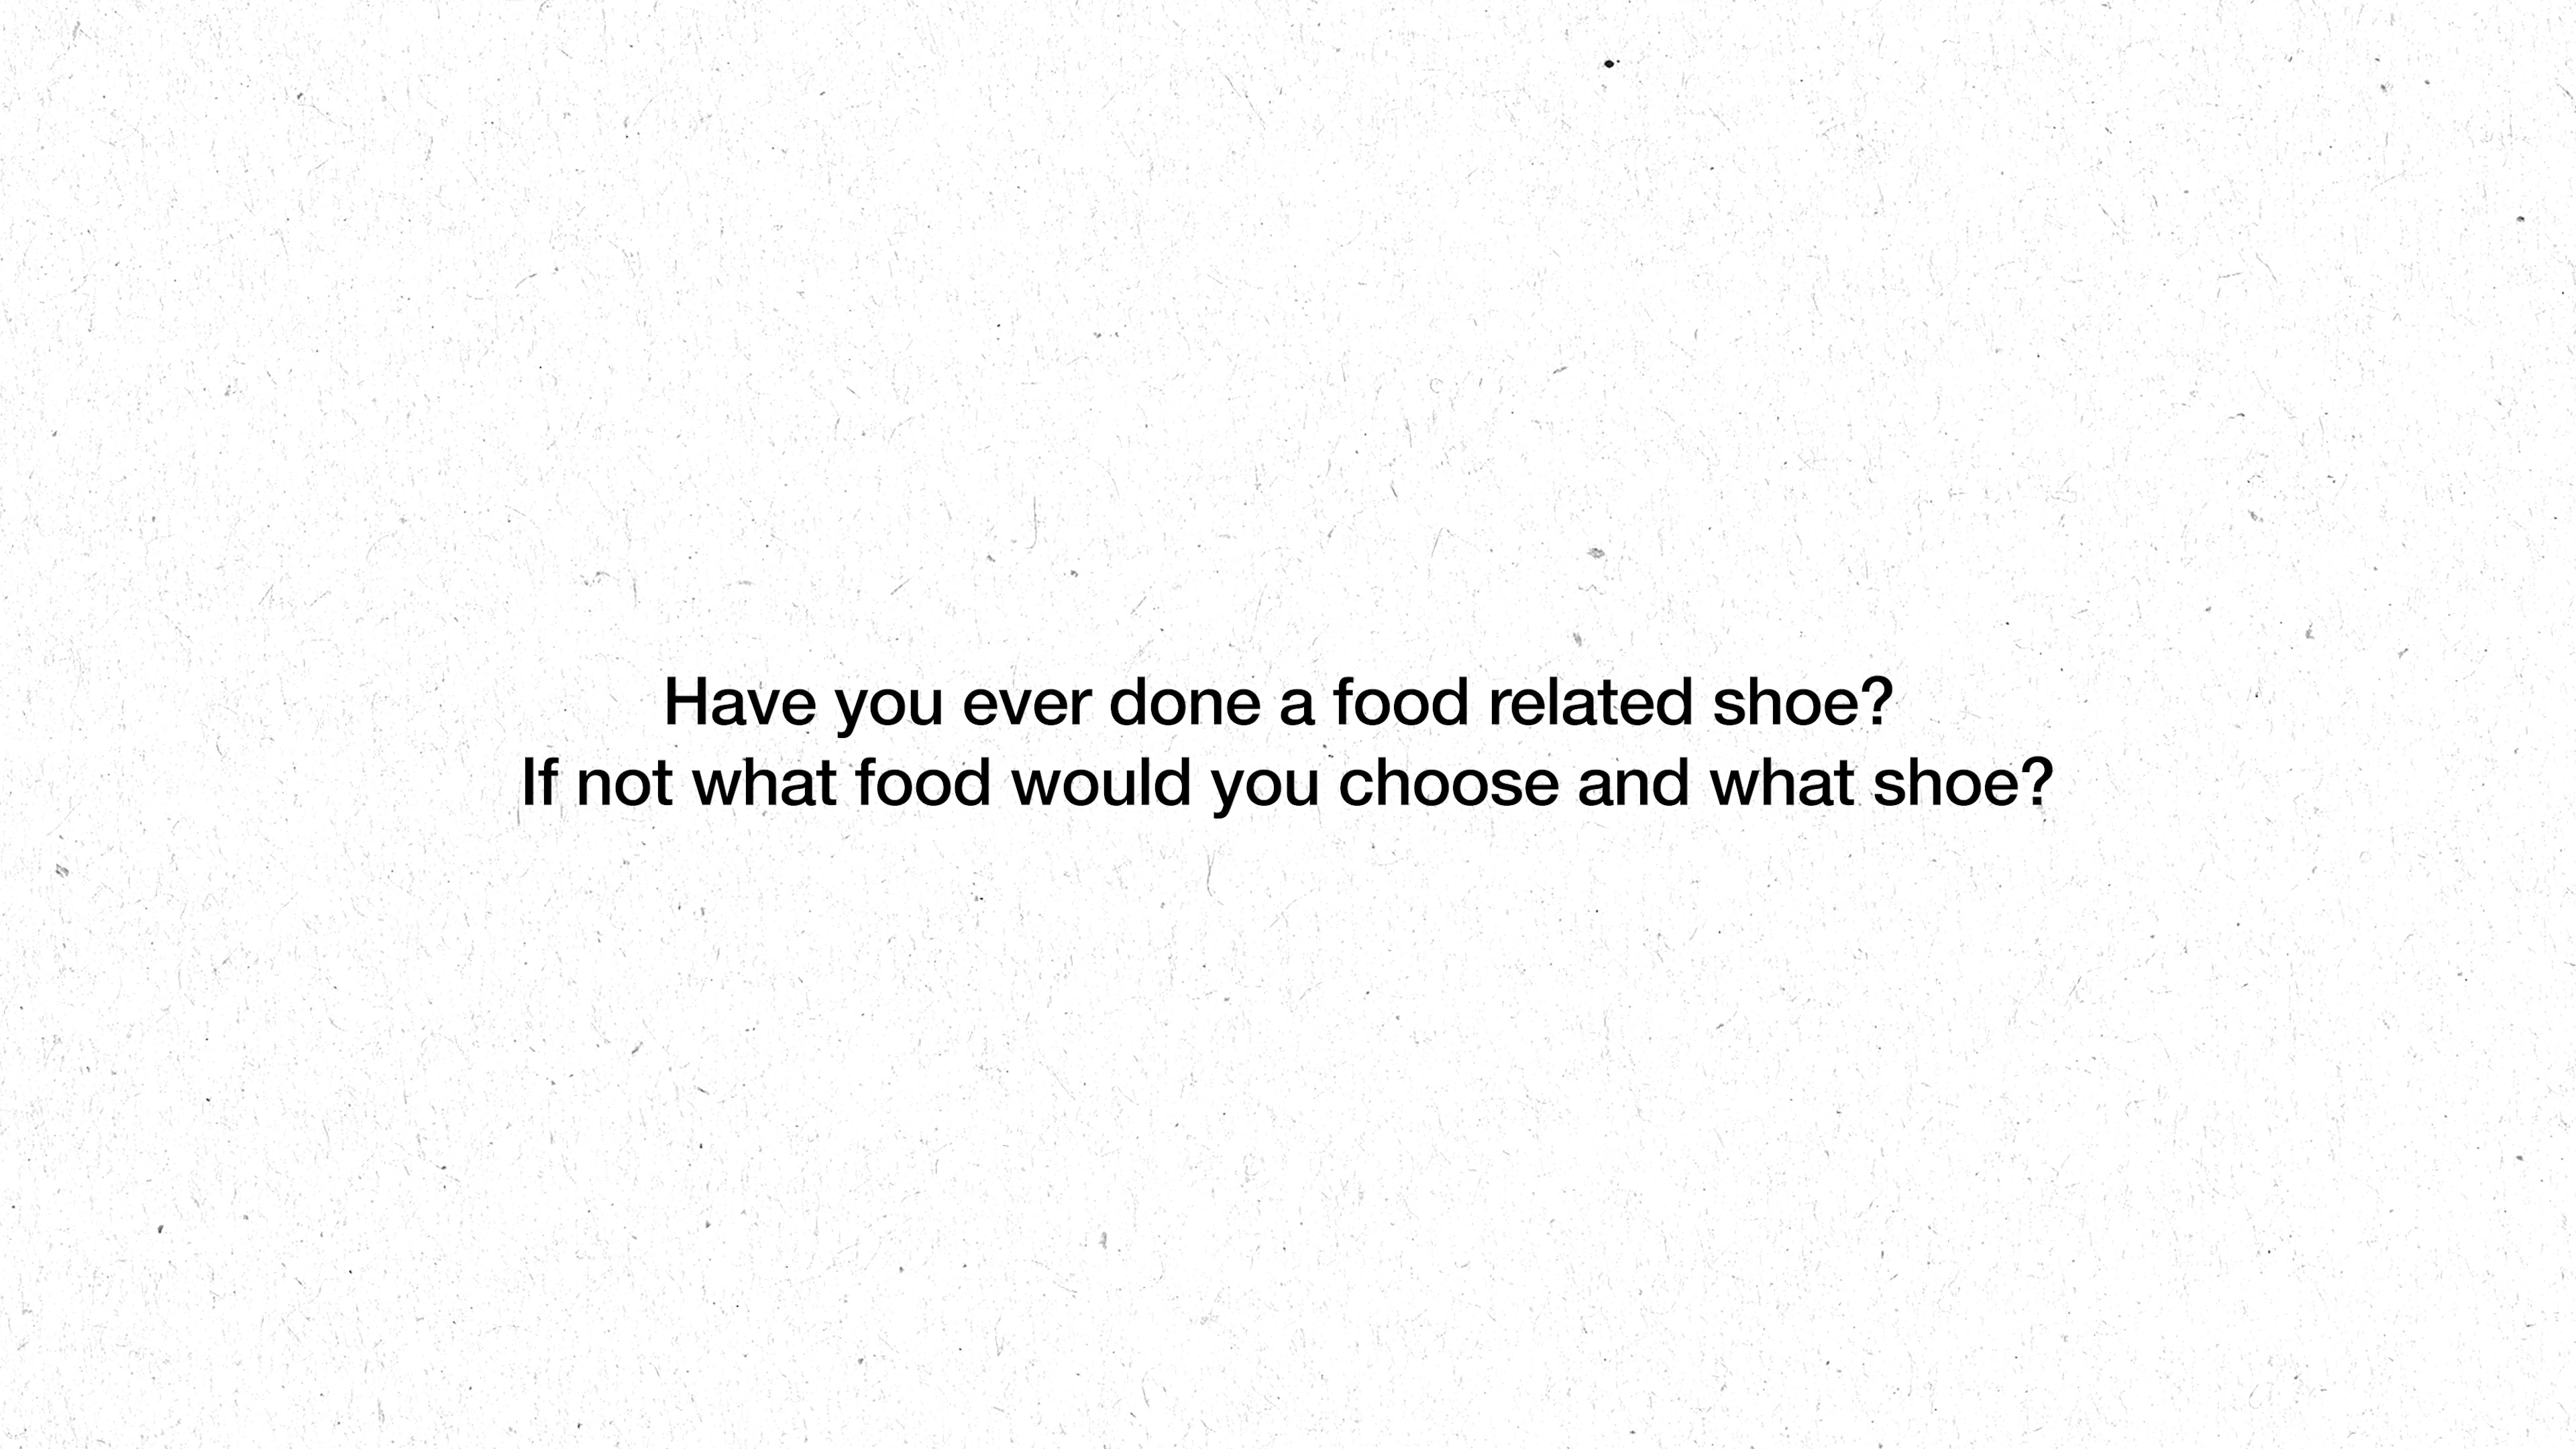 Have you ever done a food related shoe?
If not what food would you choose and what shoe?